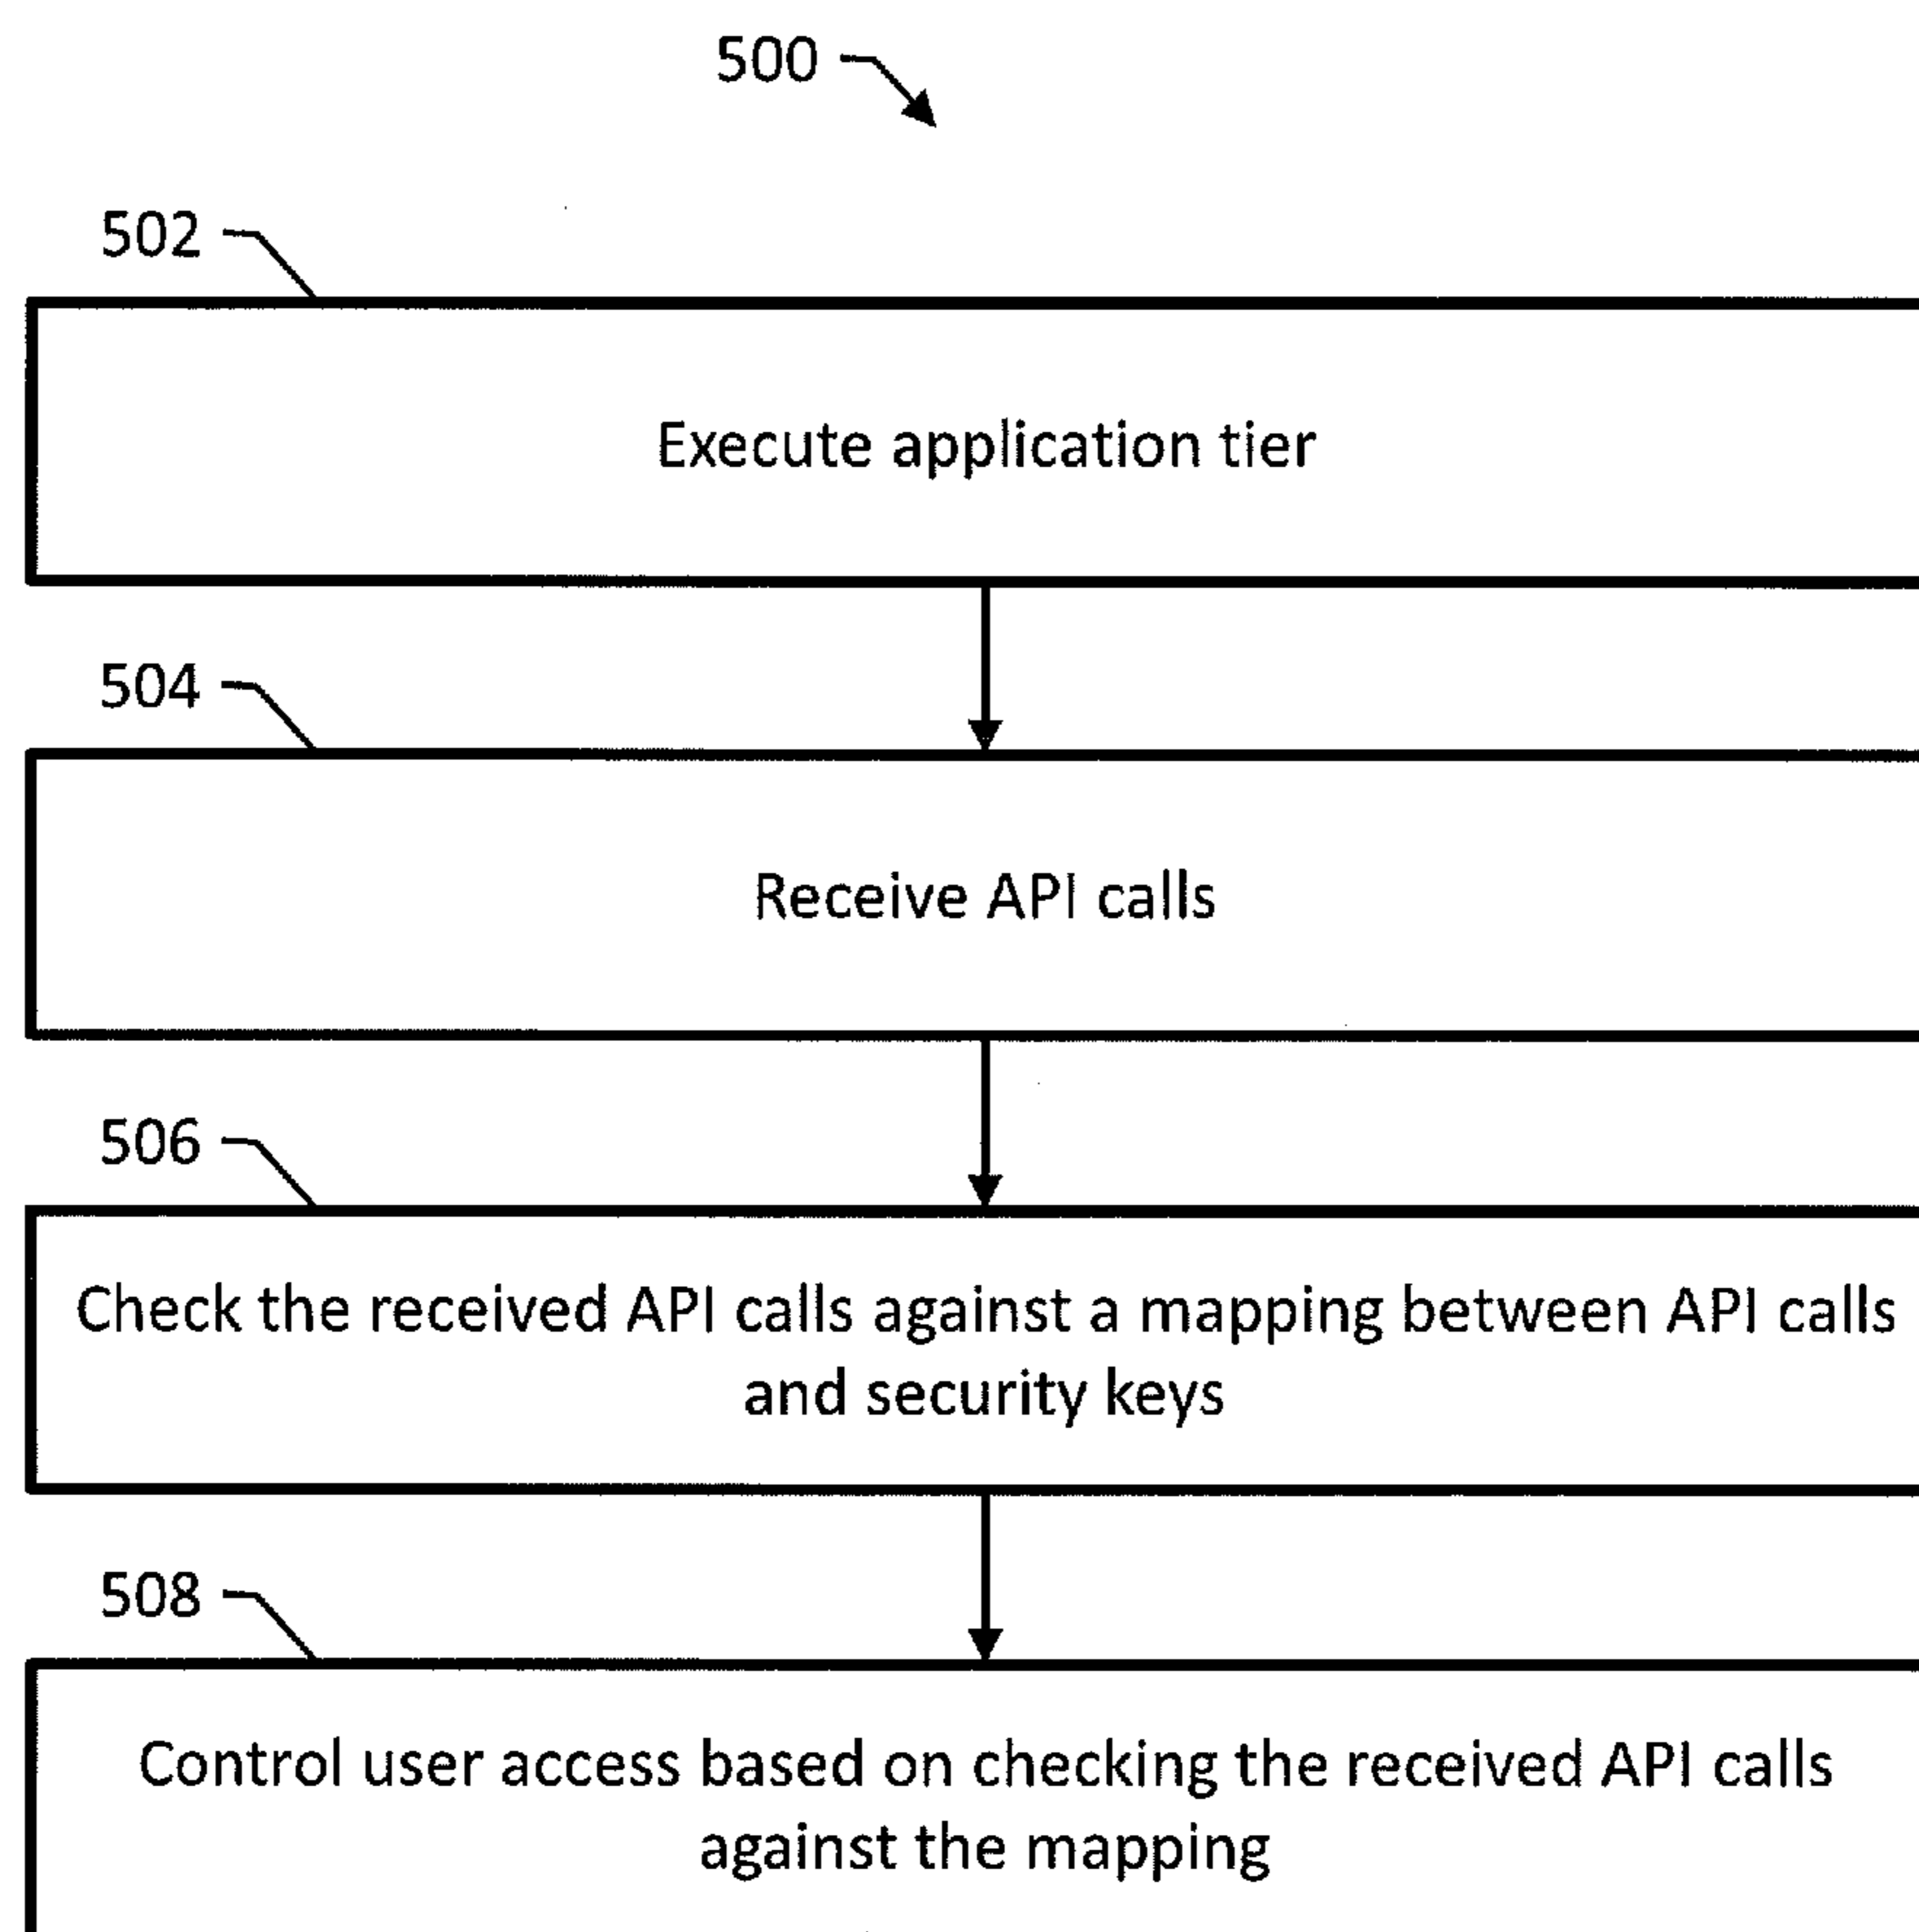 500
502
Execute application tier
504
Receive API calls
506
Check the received API calls against a mapping between API calls
and security keys
508
Control user access based on checking the received API calls
against the mapping